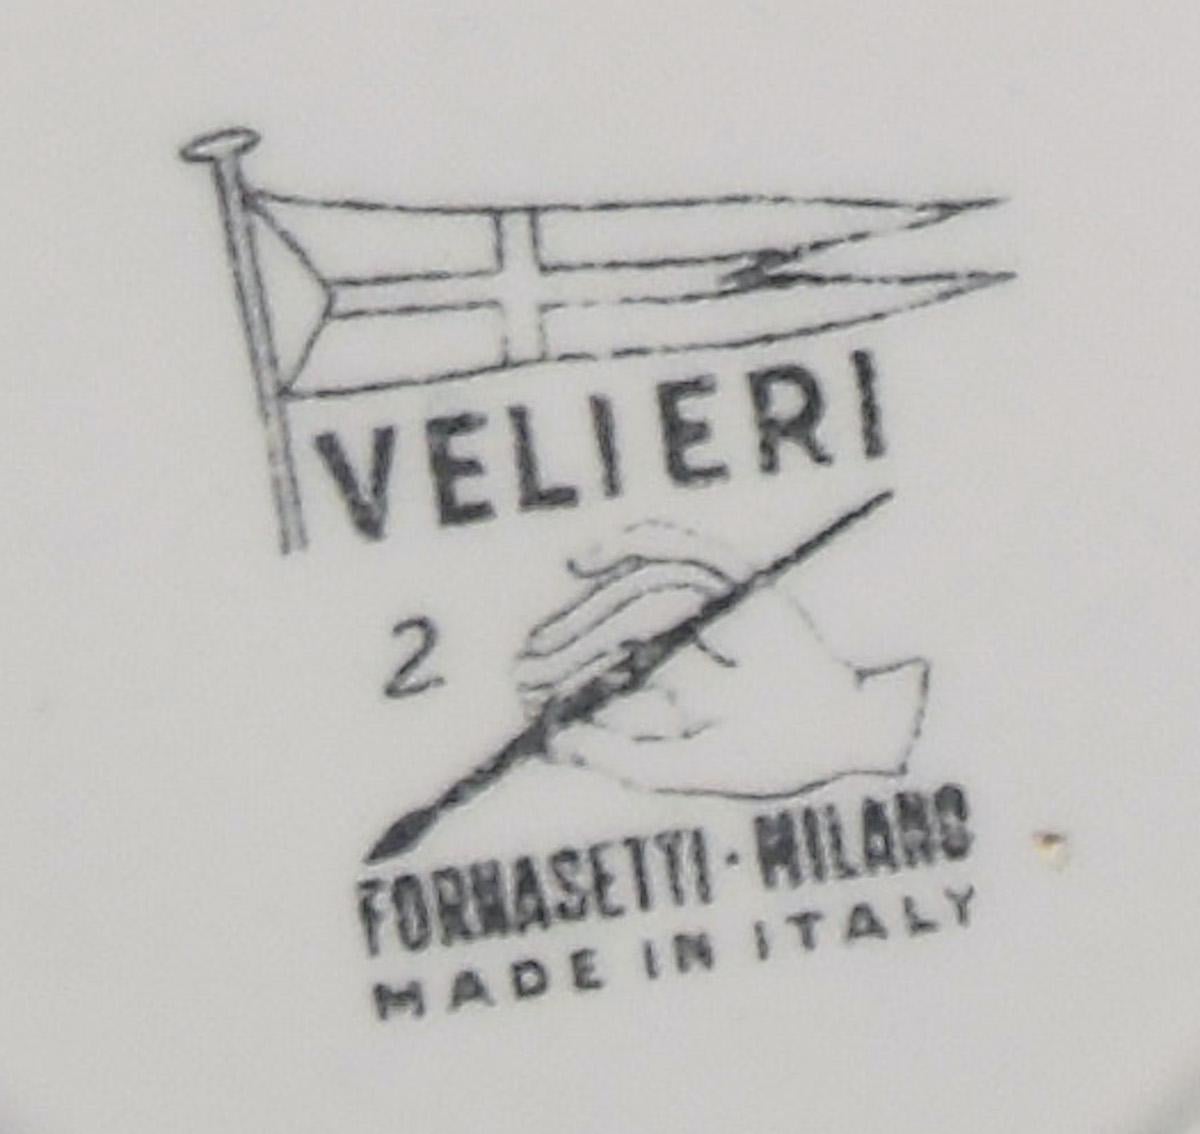 VELIERI
2
FORNASETTI · MILANO
MADE IN ITALY